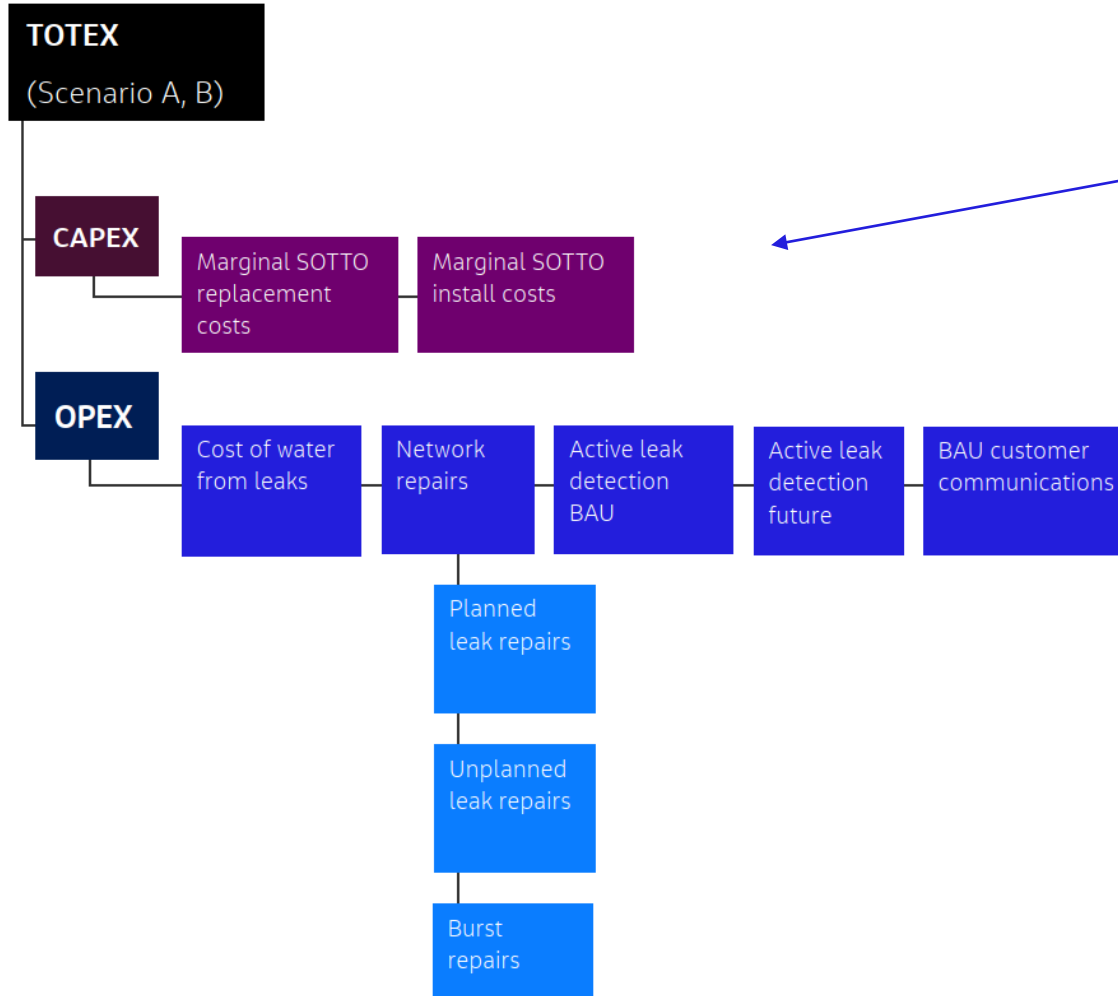 TOTEX
(Scenario A, B)
CAPEX
Marginal SOTTO
replacement
costs
Marginal SOTTO
install costs
OPEX
Cost of water
from leaks
Network
repairs
Active leak
detection
BAU
Active leak
detection
future
BAU customer
communications
Planned
leak repairs
Unplanned
leak repairs
Burst
repairs